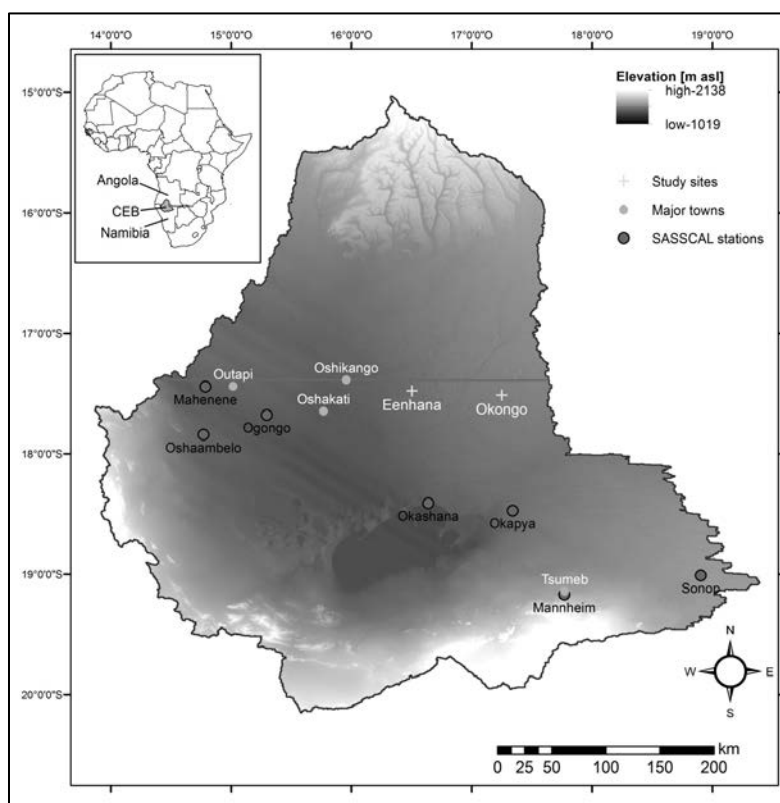 14°0'0"
15°0'0"
16°0'0"
17°0'0"
18°0'0"
19°0'0"
15°0'0"S
16°0'0"S
17°0'0"S
18°0'0"S
19°0'0"S
20°0'0"S
Angola
CEB
Namibia
Elevation [m asl]
high-2138
low-1019
Study sites
Major towns
SASSCAL stations
Oshikango
Outapi
Mahenene
Oshakati
Eenhana
Okongo
Ogongo
Oshaambelo
Okashana
Okapya
Tsumeb
Mannheim
Sonop
N
W
E
S
km
0 25 50 100 150 200